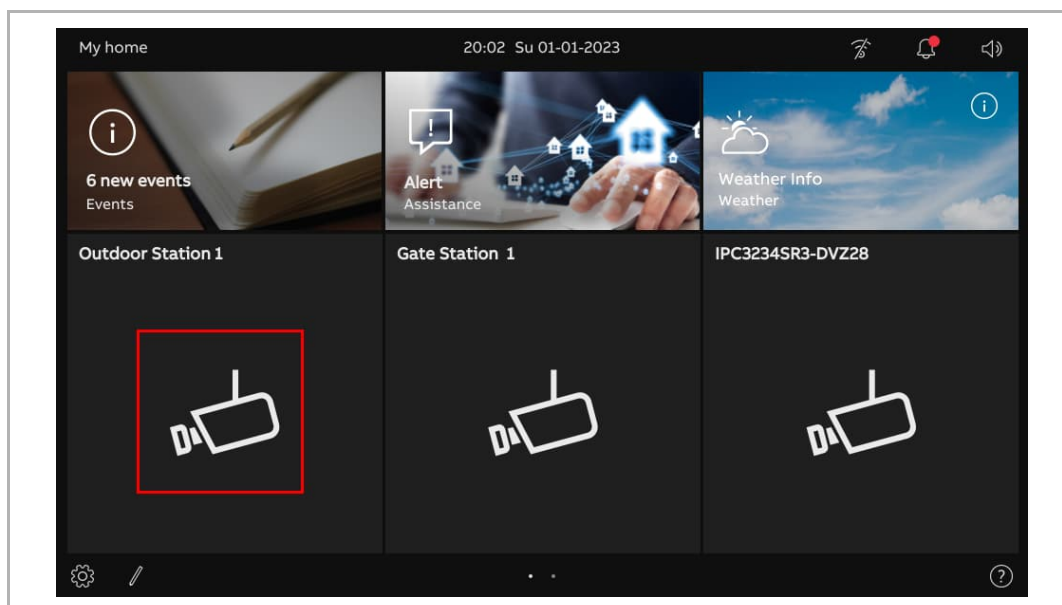 My home
20:02 Su 01-01-2023
6 new events
Events
Alert
Assistance
Weather Info
Weather
Outdoor Station 1
Gate Station 1
IPC3234SR3-DVZ28